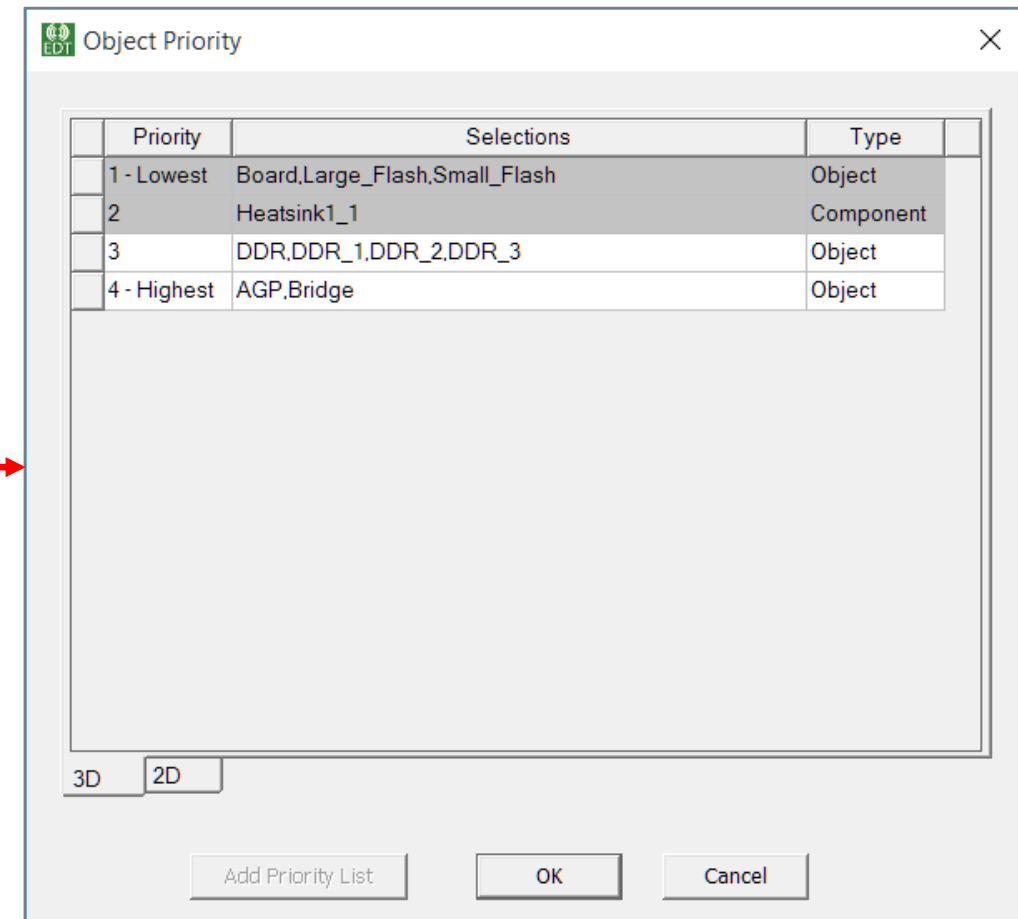 EDT Object Priority
Priority Selections Type
1 - Lowest Board,Large_Flash,Small_Flash Object
2 Heatsink1_1 Component
3 DDR,DDR_1,DDR_2,DDR_3 Object
4 - Highest AGP,Bridge Object
3D 2D
Add Priority List OK Cancel